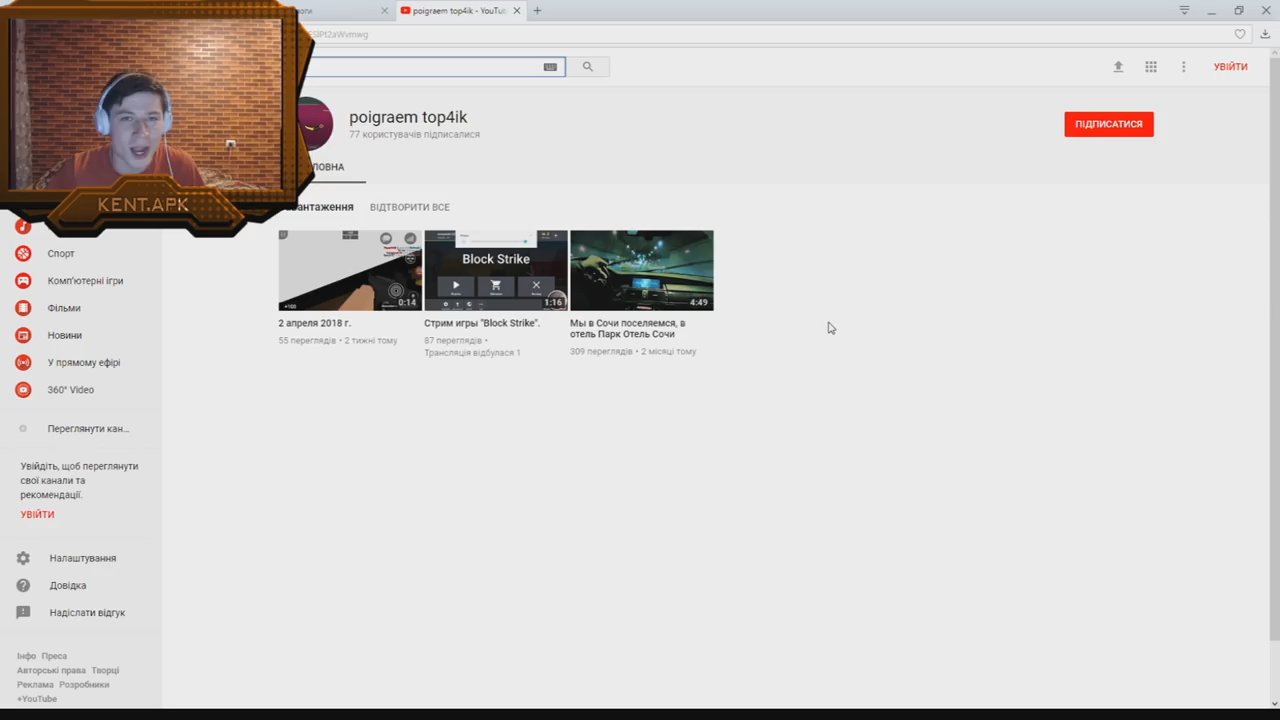 poigraem top4ik - YouTu
УВІЙТИ
poigraem top4ik
77 користувачів підписалися
ПІДПИСАТИСЯ
KENT.APK
ВІДТВОРИТИ ВСЕ
Block Strike
0:14
1:16
4:49
2 апреля 2018 г.
55 переглядів • 2 тижні тому
Стрим игры "Block Strike".
87 переглядів •
Трансляція відбулася 1
Мы в Сочи поселяемся, в
отель Парк Отель Сочи
309 переглядів • 2 місяці тому
Спорт
Комп'ютерні ігри
Фільми
Новини
У прямому ефірі
360° Video
Переглянути кан...
Увійдіть, щоб переглянути
свої канали та
рекомендації.
УВІЙТИ
Налаштування
Довідка
Надіслати відгук
Інфо Преса
Авторські права Творці
Реклама Розробники
+YouTube